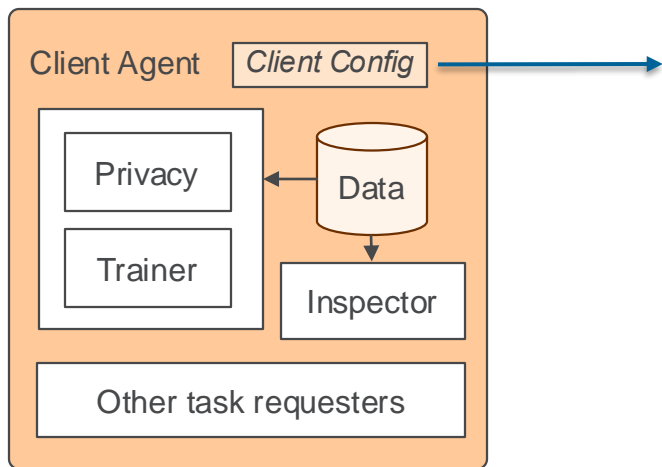 Client Agent
Client Config
Privacy
Data
Trainer
Inspector
Other task requesters